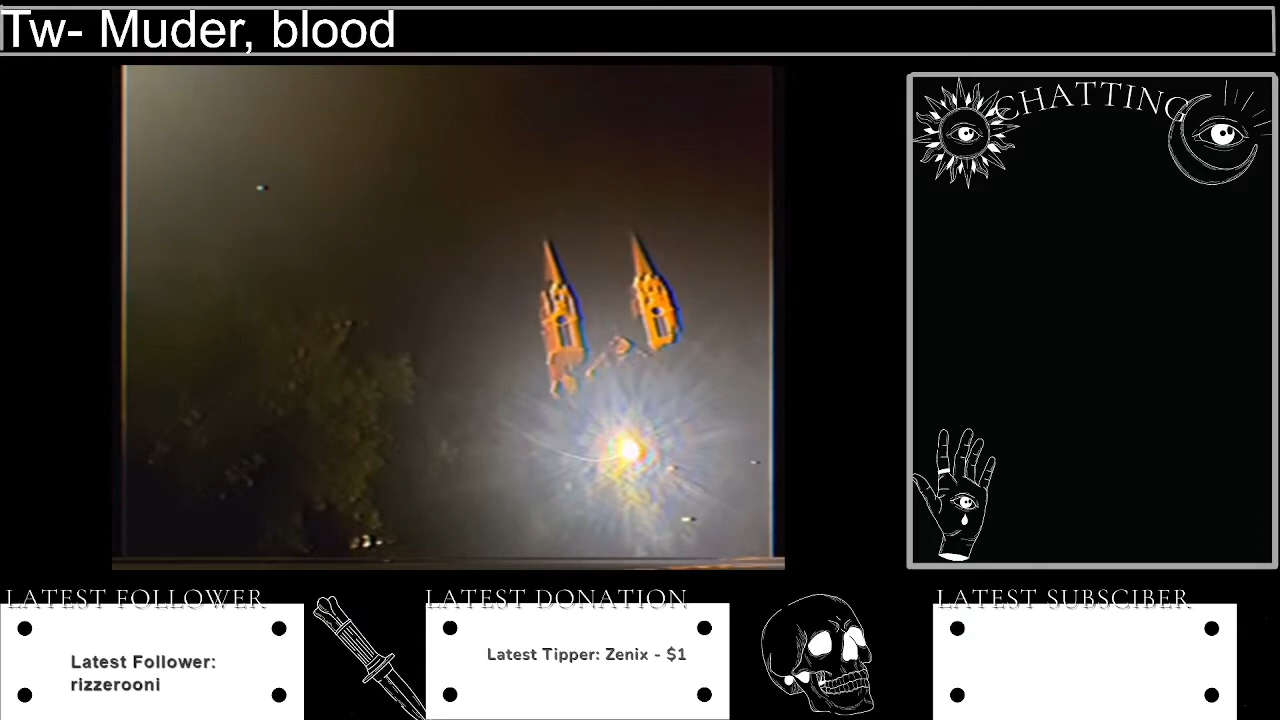 Tw- Muder, blood
CHATTING
LATEST FOLLOWER
LATEST DONATION
LATEST SUBSCIBER
Latest Follower:
rizzerooni
Latest Tipper: Zenix - $1